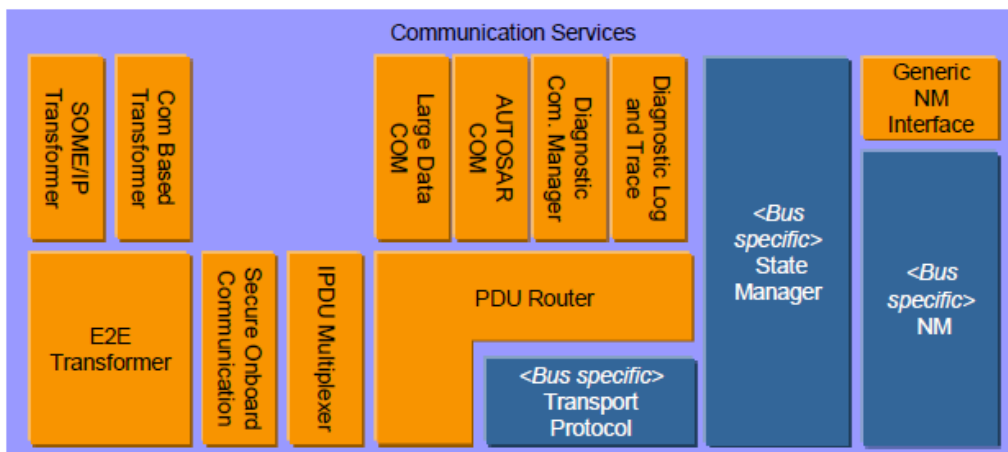 Communication Services
SOME/IP
Transformer
Com Based
Transformer
Large Data
COM
AUTOSAR
COM
Diagnostic
Com. Manager
Diagnostic Log
and Trace
<Bus
specific>
State
Manager
Generic
NM
Interface
<Bus
specific>
NM
E2E
Transformer
Secure Onboard
Communication
IPDU Multiplexer
PDU Router
<Bus specific>
Transport
Protocol